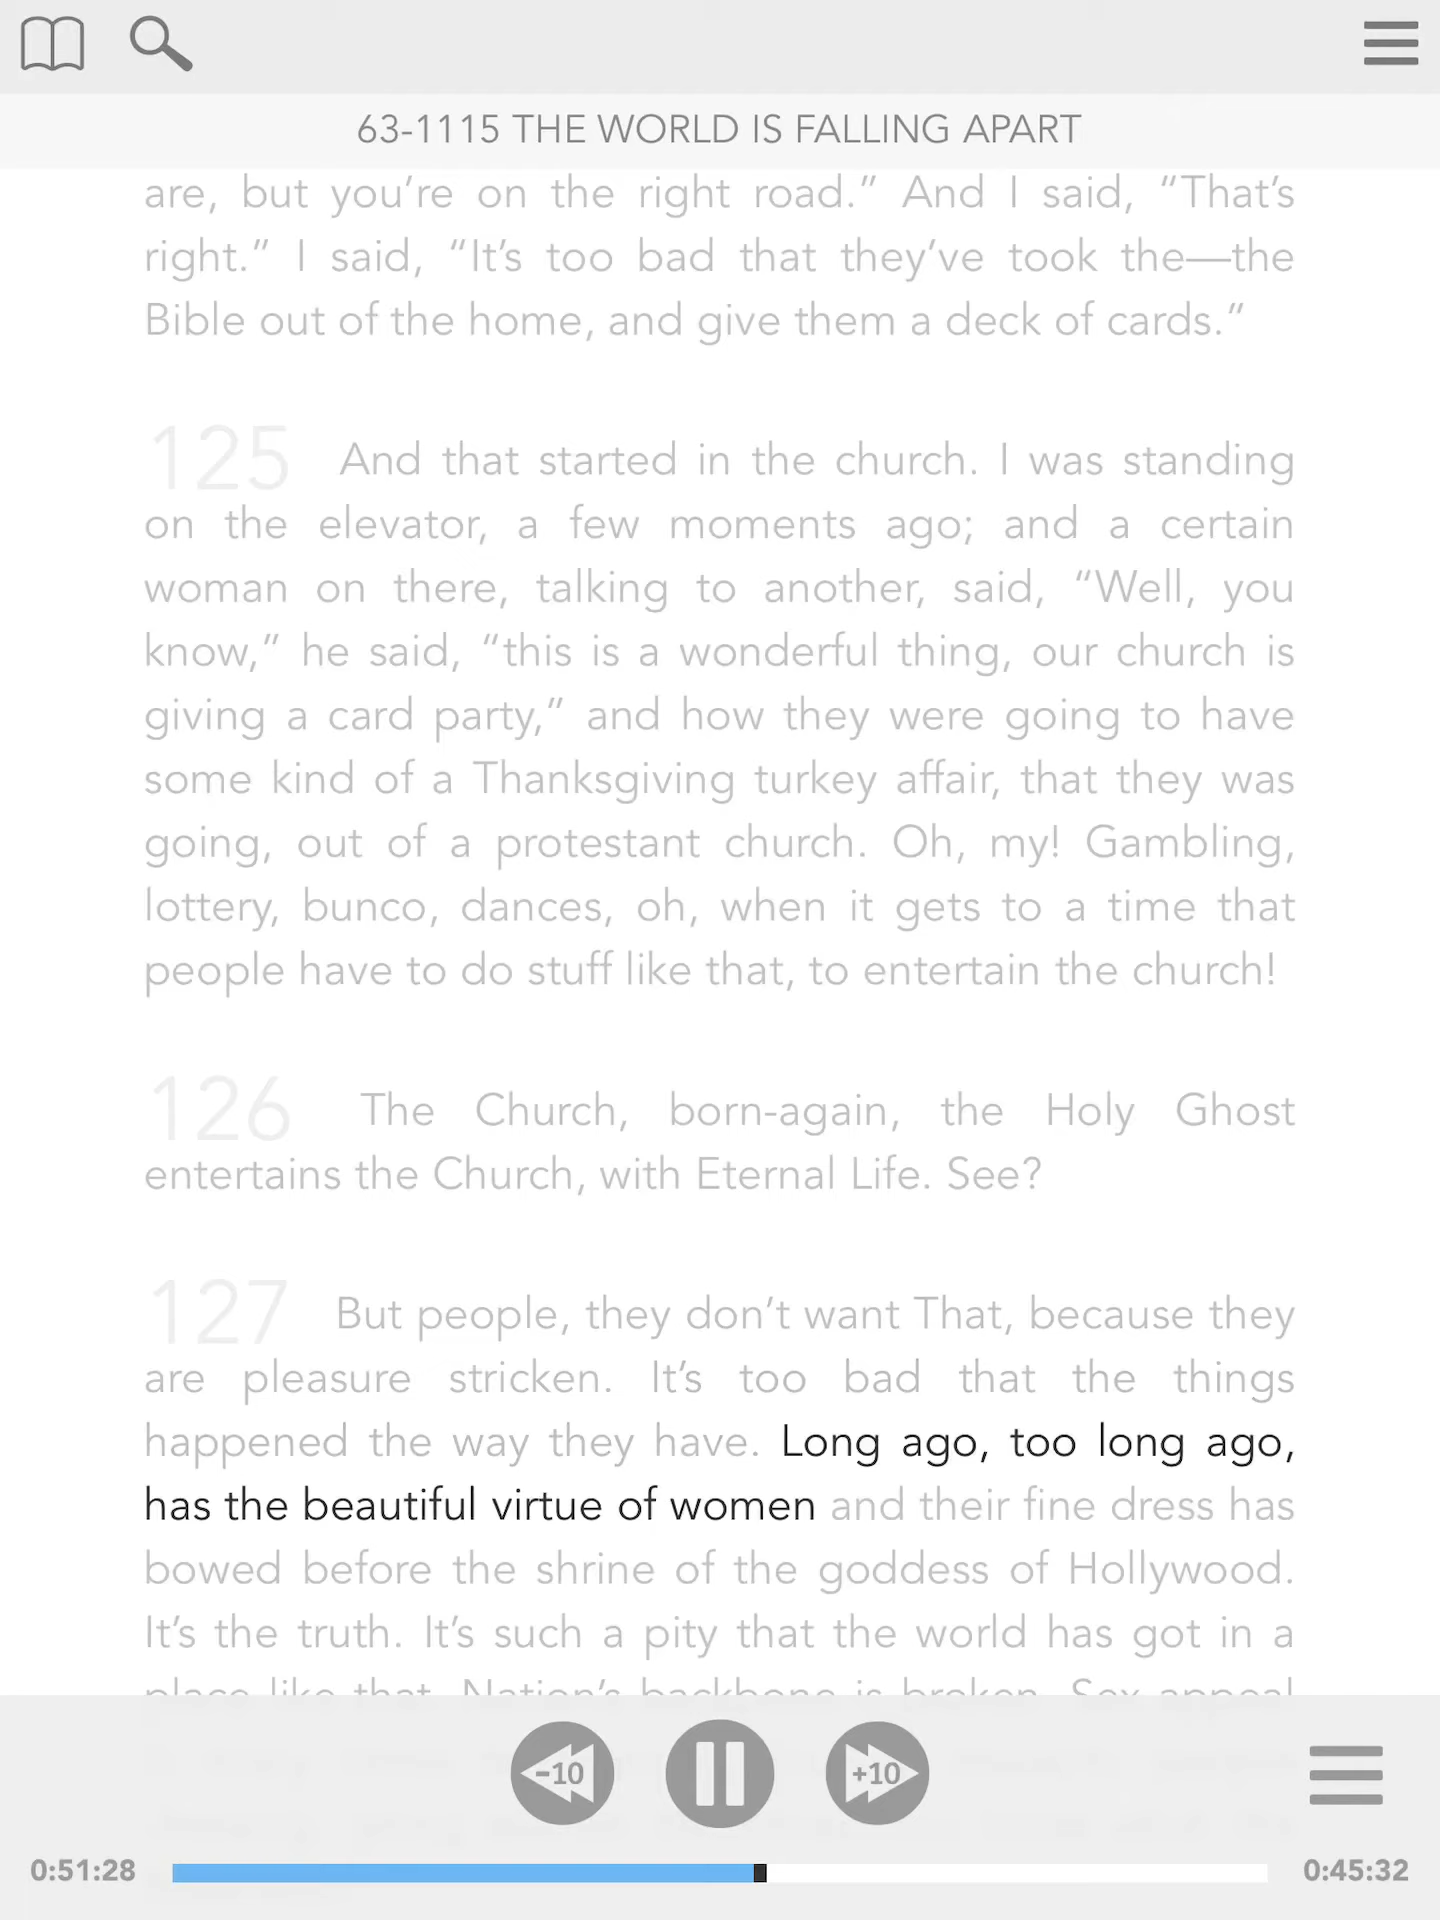 63-1115 THE WORLD IS FALLING APART
are, but you’re on the right road.” And I said, “That’s
right.” I said, “It’s too bad that they’ve took the—the
Bible out of the home, and give them a deck of cards.”
125 And that started in the church. I was standing
on the elevator, a few moments ago; and a certain
woman on there, talking to another, said, “Well, you
know,” he said, “this is a wonderful thing, our church is
giving a card party,” and how they were going to have
some kind of a Thanksgiving turkey affair, that they was
going, out of a protestant church. Oh, my! Gambling,
lottery, bunco, dances, oh, when it gets to a time that
people have to do stuff like that, to entertain the church!
126 The Church, born-again, the Holy Ghost
entertains the Church, with Eternal Life. See?
127 But people, they don’t want That, because they
are pleasure stricken. It’s too bad that the things
happened the way they have. Long ago, too long ago,
has the beautiful virtue of women and their fine dress has
bowed before the shrine of the goddess of Hollywood.
It’s the truth. It’s such a pity that the world has got in a
place like that. Nation’s backbone is broken. Sex appeal
-10 +10
0:51:28 0:45:32